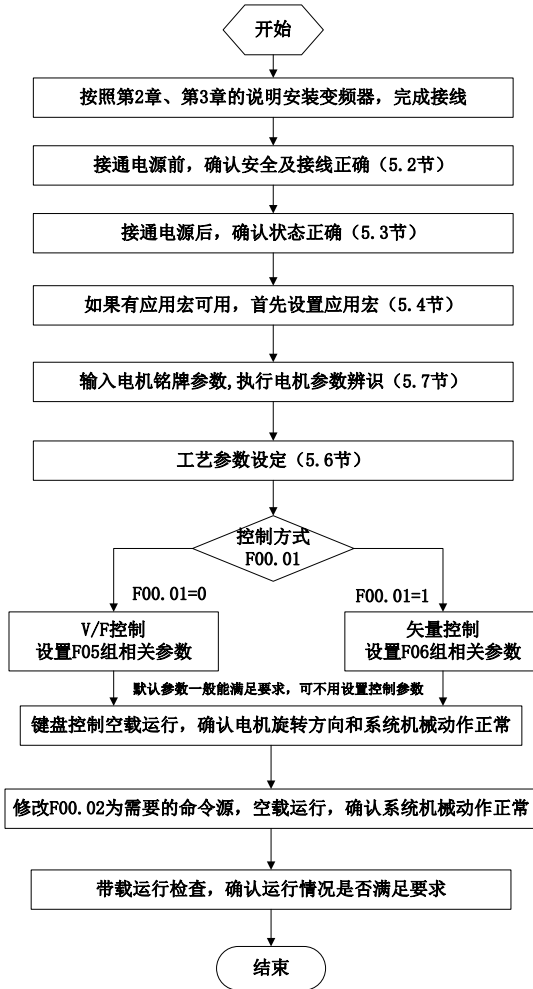 开始
按照第2章、第3章的说明安装变频器，完成接线
接通电源前，确认安全及接线正确（5.2节）
接通电源后，确认状态正确（5.3节）
如果有应用宏可用，首先设置应用宏（5.4节）
输入电机铭牌参数,执行电机参数辨识（5.7节）
工艺参数设定（5.6节）
控制方式
F00.01
F00.01=0
F00.01=1
V/F控制
设置F05组相关参数
矢量控制
设置F06组相关参数
默认参数一般能满足要求，可不用设置控制参数
键盘控制空载运行，确认电机旋转方向和系统机械动作正常
修改F00.02为需要的命令源，空载运行，确认系统机械动作正常
带载运行检查，确认运行情况是否满足要求
结束